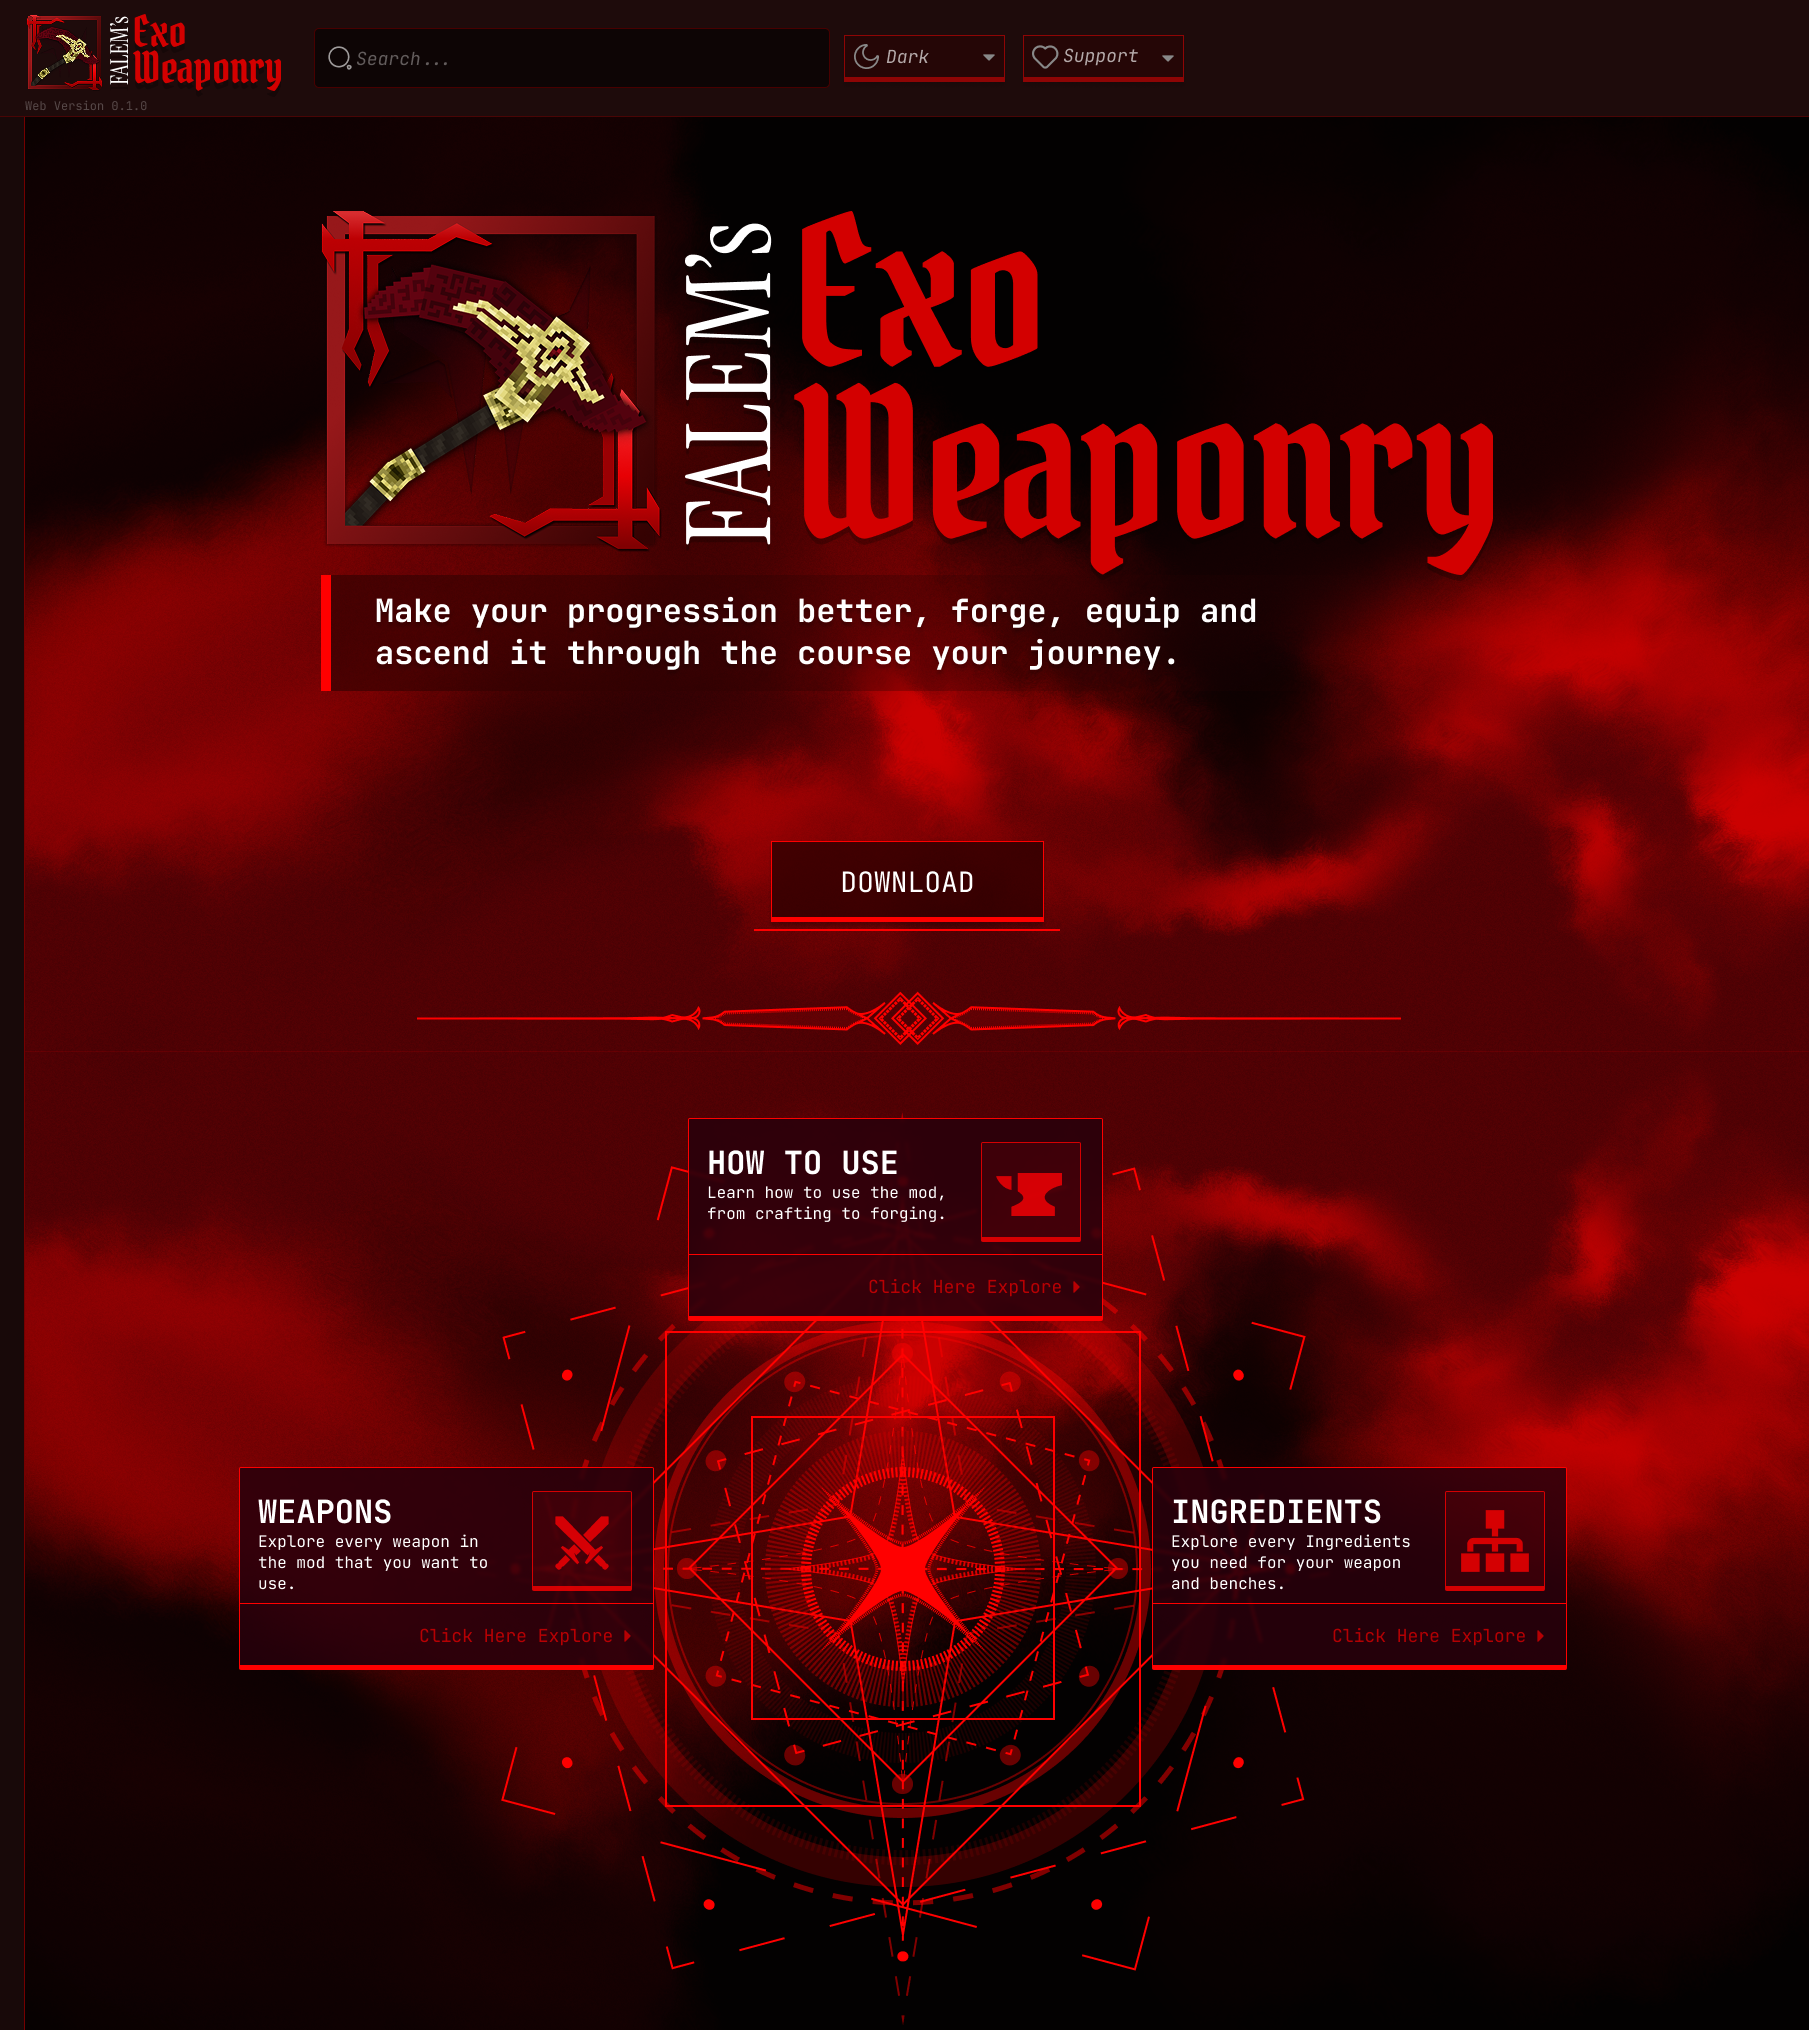 FALEM's
Exo
Weaponry
Web Version 0.1.0
Search...
Dark
Support
FALEM's
Exo
Weaponry
Make your progression better, forge, equip and
ascend it through the course your journey.
DOWNLOAD
HOW TO USE
Learn how to use the mod,
from crafting to forging.
Click Here Explore
WEAPONS
Explore every weapon in
the mod that you want to
use.
Click Here Explore
INGREDIENTS
Explore every Ingredients
you need for your weapon
and benches.
Click Here Explore